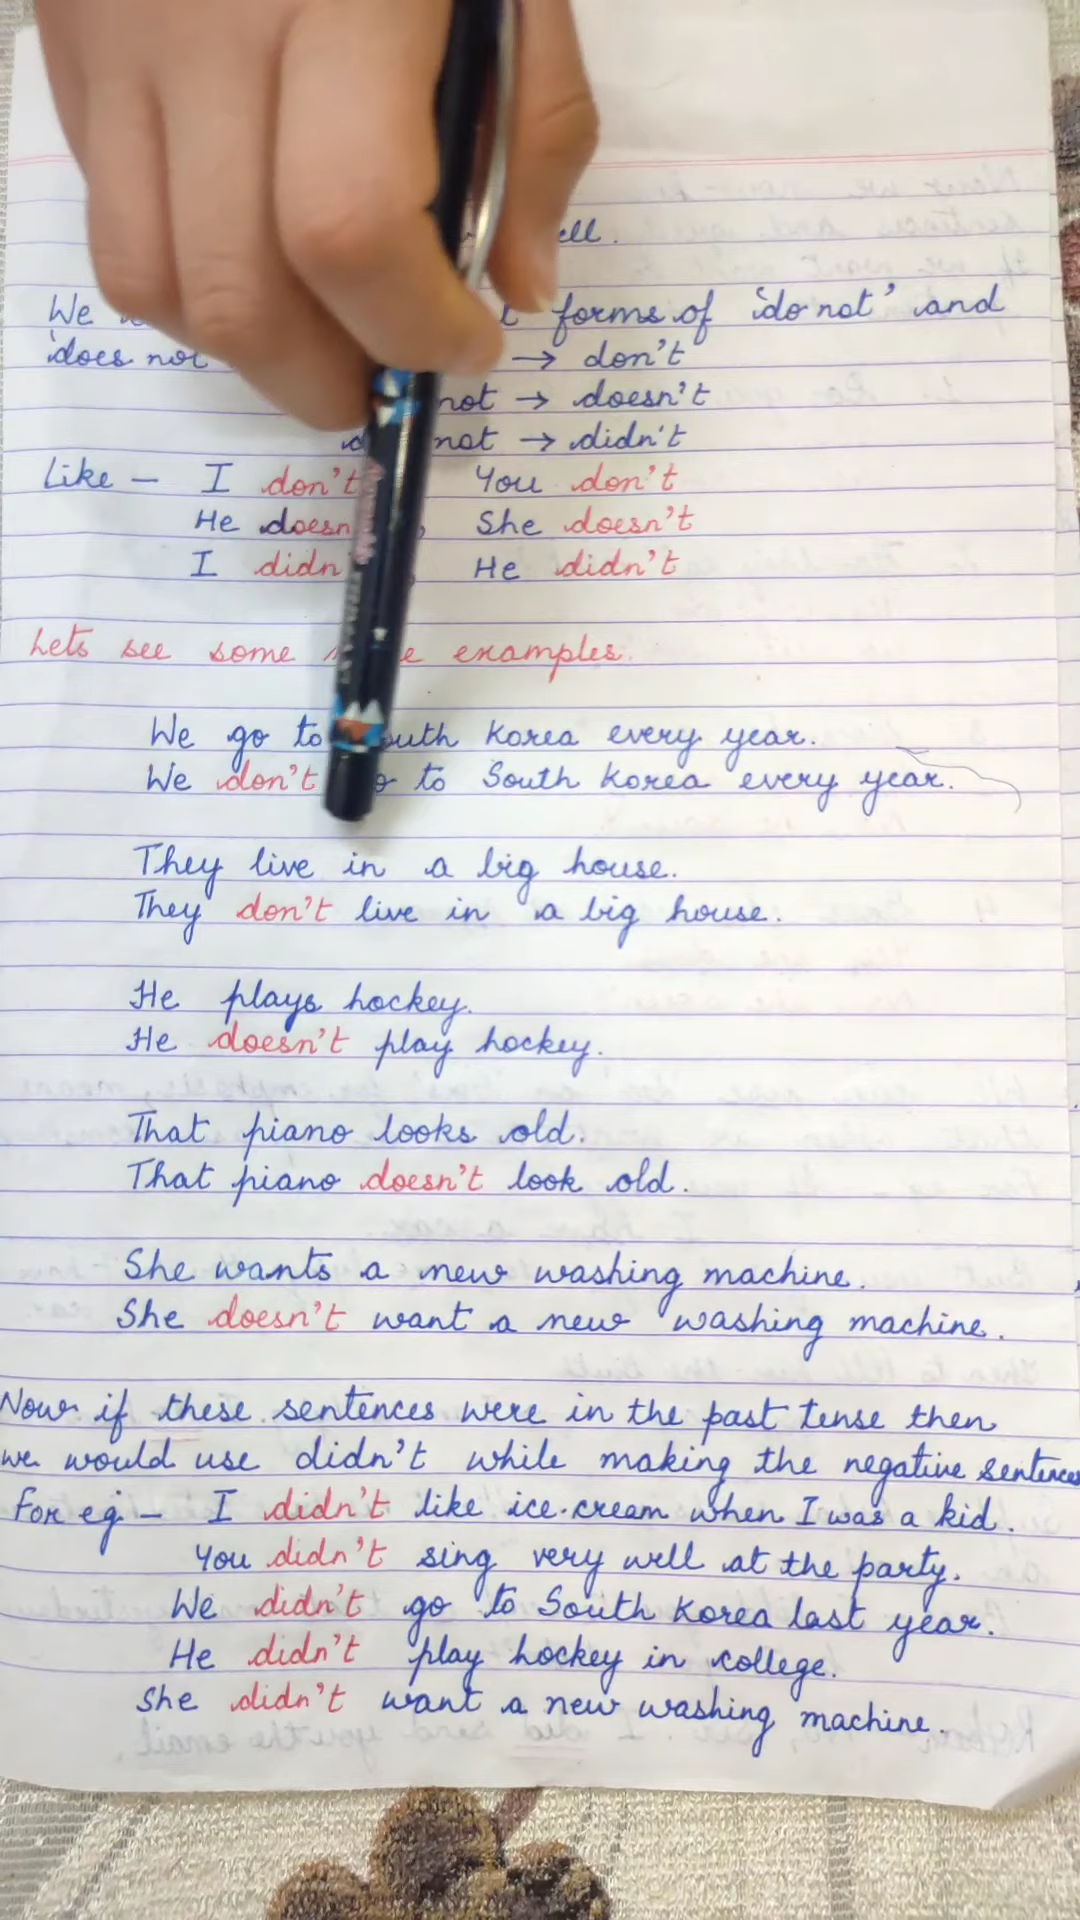 ell.
We forms of 'do not' and
'does not → don't
not → doesn't
not → didn't
Like - I don't You don't
He doesn , She doesn't
I didn' , He didn't
Lets see some examples.
We go to South Korea every year.
We don't go to South Korea every year.
They live in a big house.
They don't live in a big house.
He plays hockey.
He doesn't play hockey.
That piano looks old.
That piano doesn't look old.
She wants a new washing machine.
She doesn't want a new washing machine.
Now if these sentences were in the past tense then
we would use didn't while making the negative sentences
For eg - I didn't like ice-cream when I was a kid.
You didn't sing very well at the party.
We didn't go to South Korea last year.
He didn't play hockey in college.
She didn't want a new washing machine.